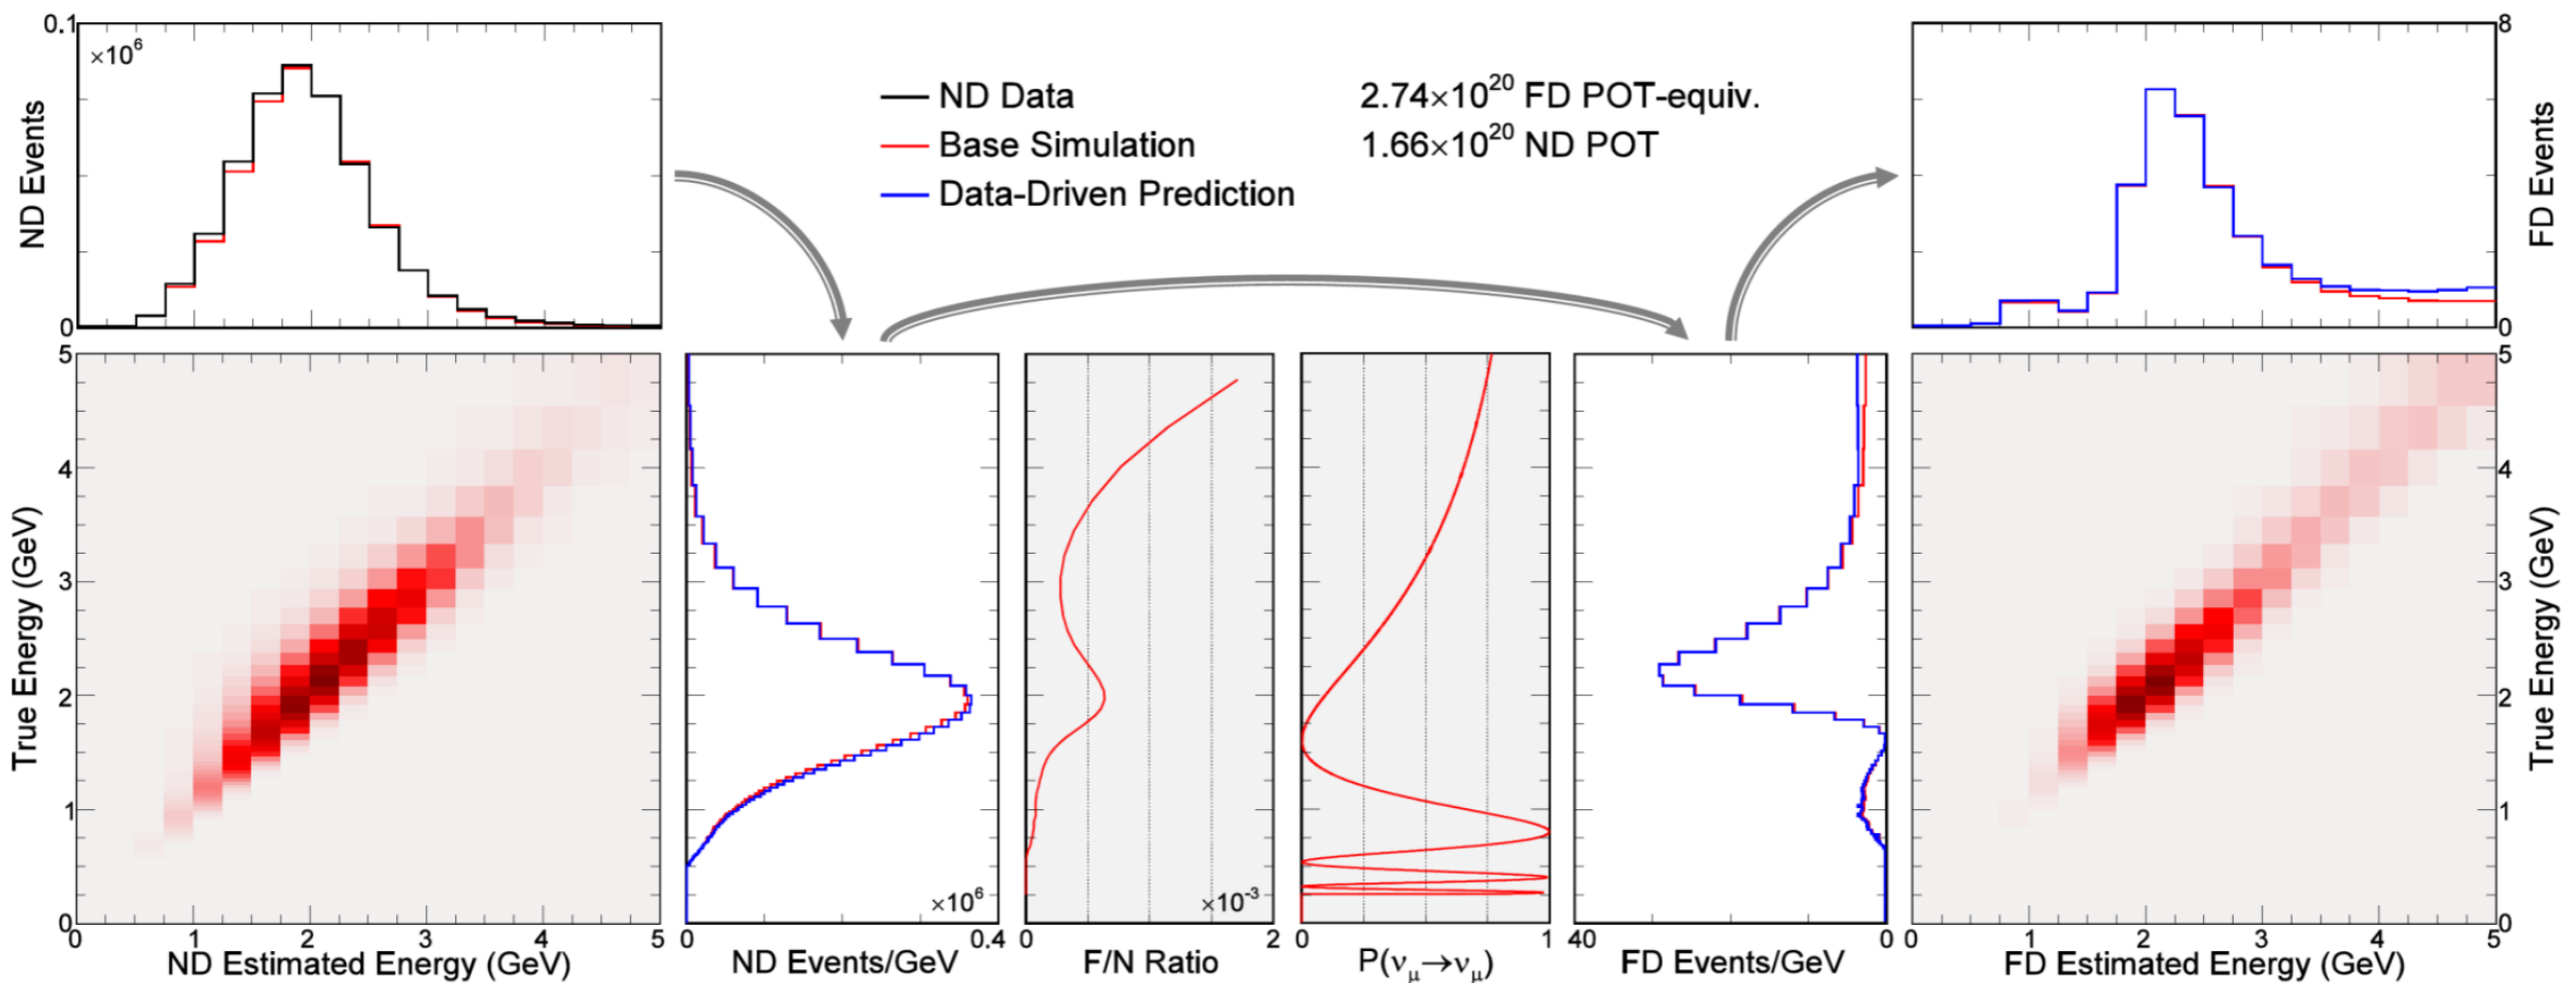 0.1
×10⁶
ND Events
0
ND Data
Base Simulation
Data-Driven Prediction
2.74×10²⁰ FD POT-equiv.
1.66×10²⁰ ND POT
8
FD Events
0
5
4
3
2
1
0
True Energy (GeV)
0 1 2 3 4 5
ND Estimated Energy (GeV)
×10⁶
0 0.4
ND Events/GeV
×10⁻³
0 2
F/N Ratio
0 1
P(νμ→νμ)
40 0
FD Events/GeV
0 1 2 3 4 5
FD Estimated Energy (GeV)
5
4
3
2
1
0
True Energy (GeV)